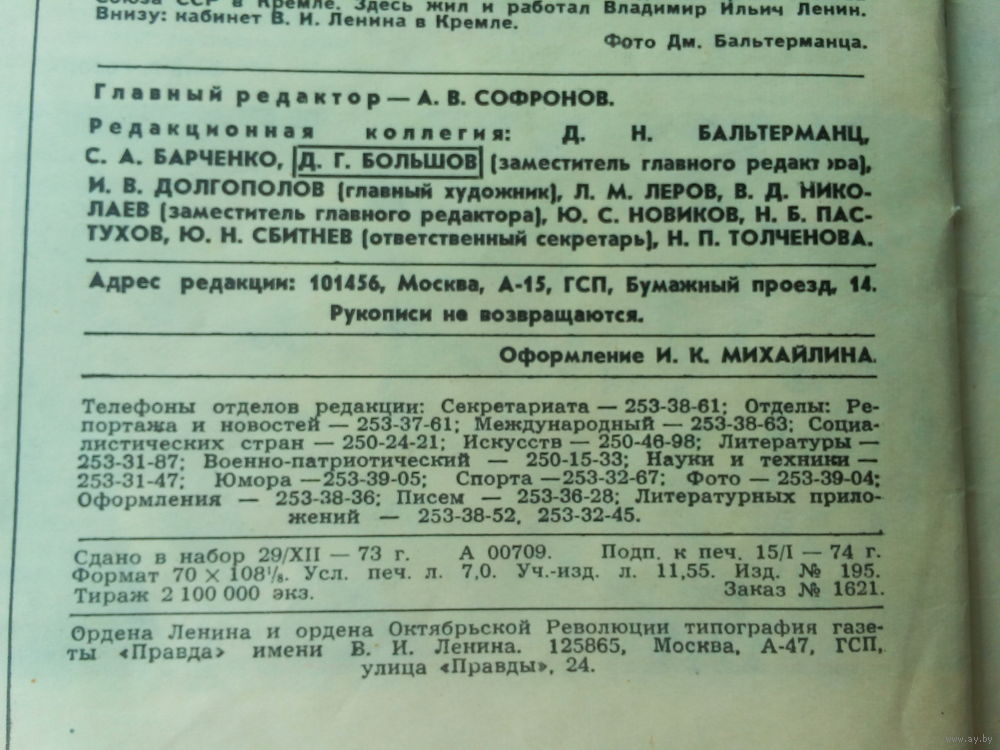 Союза ССР в Кремле. Здесь жил и работал Владимир Ильич Ленин.
Внизу: кабинет В. И. Ленина в Кремле.
Фото Дм. Бальтерманца.
Главный редактор — А. В. СОФРОНОВ.
Редакционная коллегия: Д. Н. БАЛЬТЕРМАНЦ,
С. А. БАРЧЕНКО, Д. Г. БОЛЬШОВ (заместитель главного редактора),
И. В. ДОЛГОПОЛОВ (главный художник), Л. М. ЛЕРОВ, В. Д. НИКО-
ЛАЕВ (заместитель главного редактора), Ю. С. НОВИКОВ, Н. Б. ПАС-
ТУХОВ, Ю. Н. СБИТНЕВ (ответственный секретарь), Н. П. ТОЛЧЕНОВА.
Адрес редакции: 101456, Москва, А-15, ГСП, Бумажный проезд, 14.
Рукописи не возвращаются.
Оформление И. К. МИХАЙЛИНА.
Телефоны отделов редакции: Секретариата — 253-38-61; Отделы: Ре-
портажа и новостей — 253-37-61; Международный — 253-38-63; Социа-
листических стран — 250-24-21; Искусств — 250-46-98; Литературы —
253-31-87; Военно-патриотический — 250-15-33; Науки и техники —
253-31-47; Юмора — 253-39-05; Спорта — 253-32-67; Фото — 253-39-04;
Оформления — 253-38-36; Писем — 253-36-28; Литературных прило-
жений — 253-38-52, 253-32-45.
Сдано в набор 29/XII — 73 г. А 00709. Подп. к печ. 15/I — 74 г.
Формат 70 × 108⅛. Усл. печ. л. 7,0. Уч.-изд. л. 11,55. Изд. № 195.
Тираж 2 100 000 экз. Заказ № 1621.
Ордена Ленина и ордена Октябрьской Революции типография газе-
ты «Правда» имени В. И. Ленина. 125865, Москва, А-47, ГСП,
улица «Правды», 24.
www.ay.by